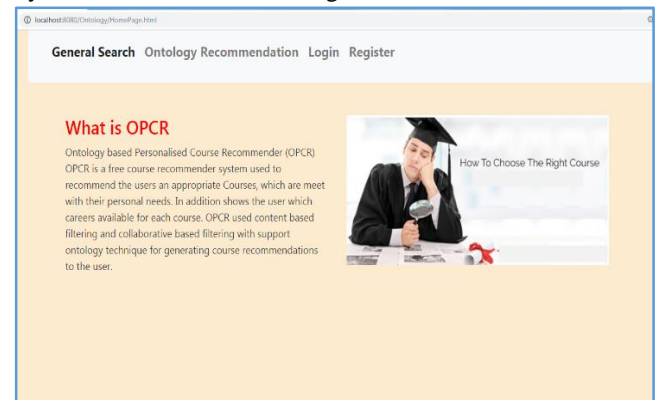 localhost:8080/Ontology/HomePage.html
General Search Ontology Recommendation Login Register
What is OPCR
Ontology based Personalised Course Recommender (OPCR)
OPCR is a free course recommender system used to
recommend the users an appropriate Courses, which are meet
with their personal needs. In addition shows the user which
careers available for each course. OPCR used content based
filtering and collaborative based filtering with support
ontology technique for generating course recommendations
to the user.
How To Choose The Right Course